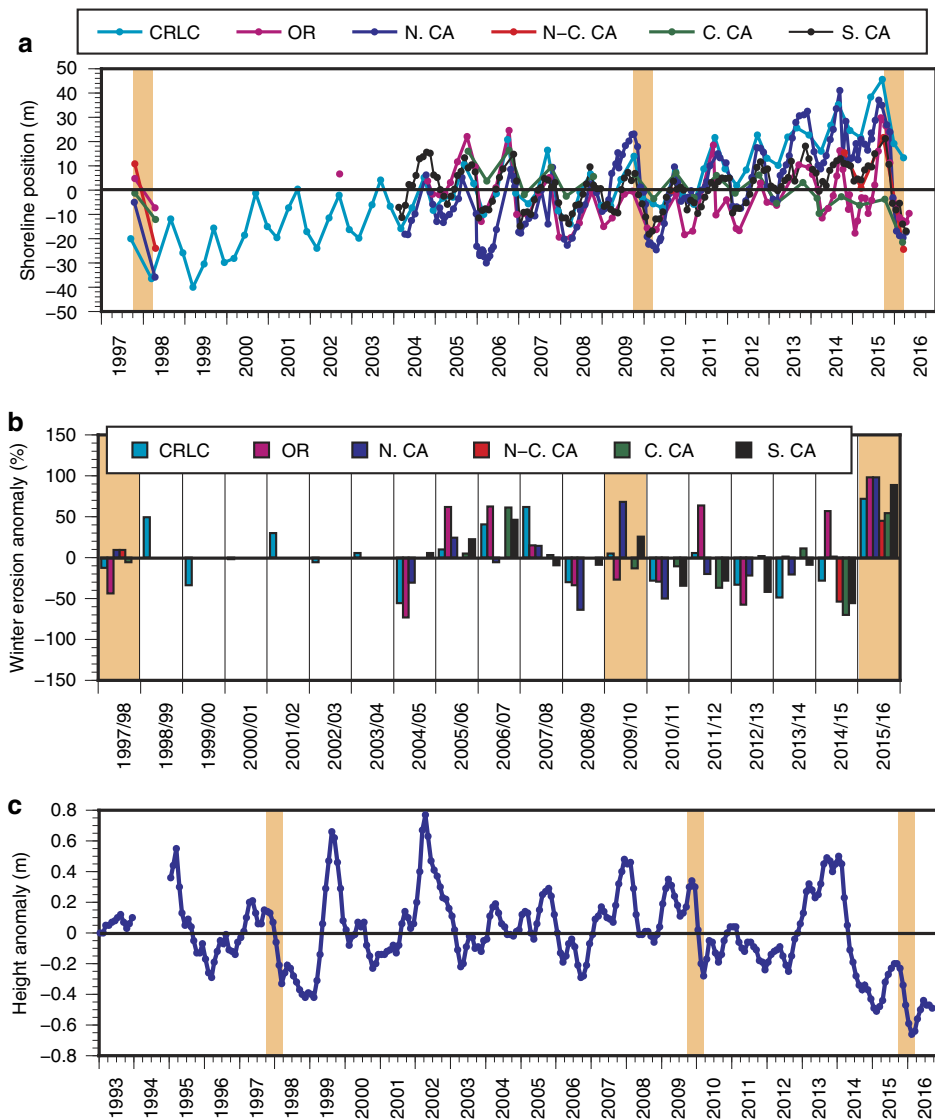 CRLC OR N. CA N–C. CA C. CA S. CA
a
Shoreline position (m)
50
40
30
20
10
0
−10
−20
−30
−40
−50
1997 1998 1999 2000 2001 2002 2003 2004 2005 2006 2007 2008 2009 2010 2011 2012 2013 2014 2015 2016
b
Winter erosion anomaly (%)
150
100
50
0
−50
−100
−150
CRLC OR N. CA N–C. CA C. CA S. CA
1997/98 1998/99 1999/00 2000/01 2001/02 2002/03 2003/04 2004/05 2005/06 2006/07 2007/08 2008/09 2009/10 2010/11 2011/12 2012/13 2013/14 2014/15 2015/16
c
Height anomaly (m)
0.8
0.6
0.4
0.2
0
−0.2
−0.4
−0.6
−0.8
1993 1994 1995 1996 1997 1998 1999 2000 2001 2002 2003 2004 2005 2006 2007 2008 2009 2010 2011 2012 2013 2014 2015 2016